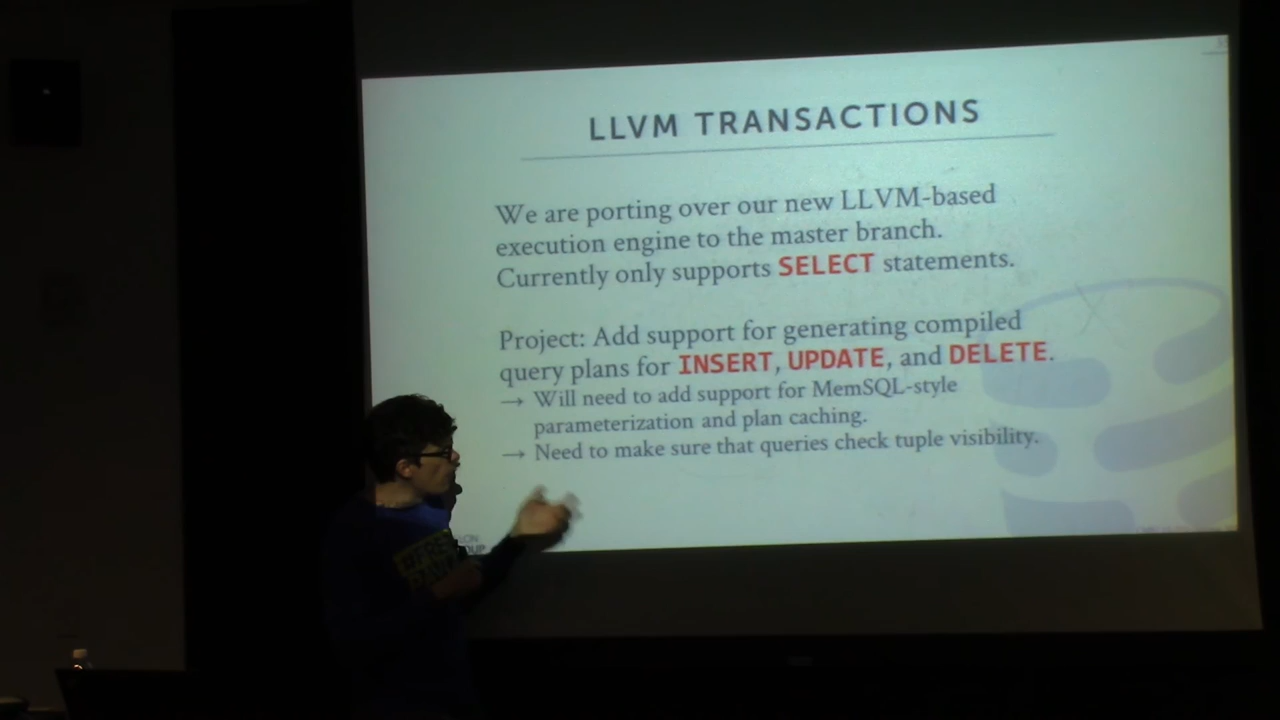 LLVM TRANSACTIONS
We are porting over our new LLVM-based
execution engine to the master branch.
Currently only supports SELECT statements.
Project: Add support for generating compiled
query plans for INSERT, UPDATE, and DELETE.
→ Will need to add support for MemSQL-style
parameterization and plan caching.
→ Need to make sure that queries check tuple visibility.